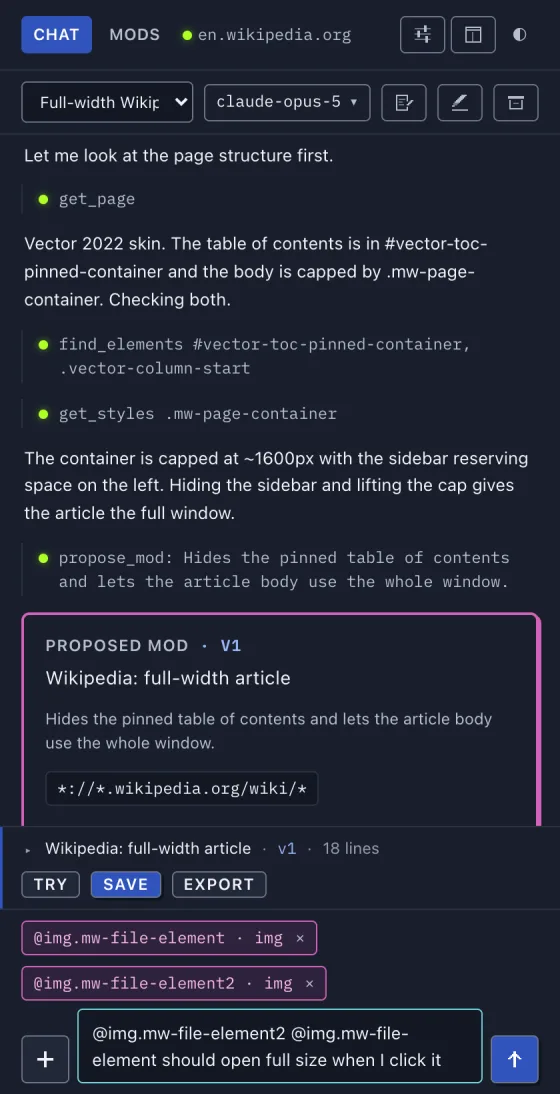 CHAT MODS en.wikipedia.org
Full-width Wikip claude-opus-5
Let me look at the page structure first.
get_page
Vector 2022 skin. The table of contents is in #vector-toc-
pinned-container and the body is capped by .mw-page-
container. Checking both.
find_elements #vector-toc-pinned-container,
.vector-column-start
get_styles .mw-page-container
The container is capped at ~1600px with the sidebar reserving
space on the left. Hiding the sidebar and lifting the cap gives
the article the full window.
propose_mod: Hides the pinned table of contents
and lets the article body use the whole window.
PROPOSED MOD · V1
Wikipedia: full-width article
Hides the pinned table of contents and lets the article body
use the whole window.
*://*.wikipedia.org/wiki/*
Wikipedia: full-width article · v1 · 18 lines
TRY SAVE EXPORT
@img.mw-file-element · img ×
@img.mw-file-element2 · img ×
@img.mw-file-element2 @img.mw-file-
element should open full size when I click it